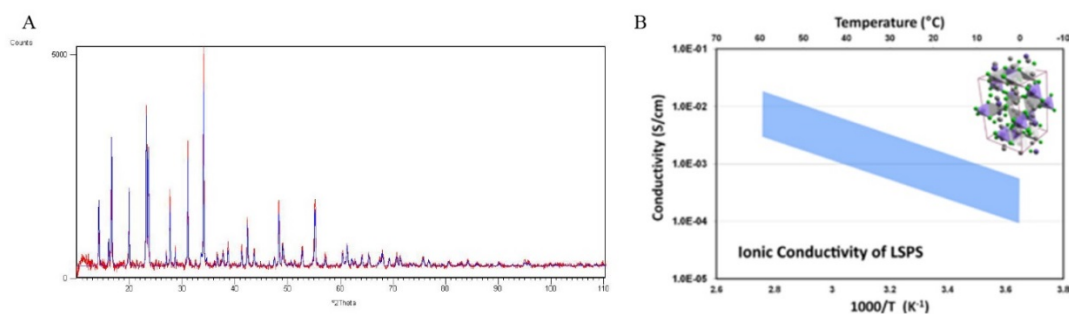 A
Counts
5000
0
10 20 30 40 50 60 70 80 90 100 110
°2Theta
B
Temperature (°C)
70 60 50 40 30 20 10 0 -10
1.0E-01
1.0E-02
1.0E-03
1.0E-04
1.0E-05
Conductivity (S/cm)
Ionic Conductivity of LSPS
2.6 2.8 3 3.2 3.4 3.6 3.8
1000/T (K⁻¹)